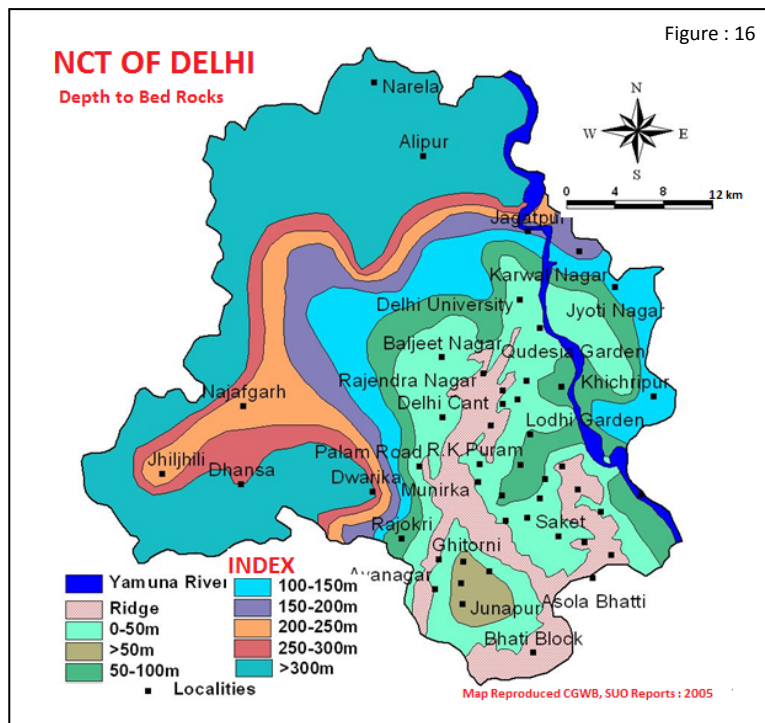 Figure : 16
NCT OF DELHI
Depth to Bed Rocks
Narela
Alipur
N
W E
S
0 4 8 12 km
Jagatpur
Karwal Nagar
Delhi University
Jyoti Nagar
Baljeet Nagar
Qudesia Garden
Rajendra Nagar
Khichripur
Najafgarh
Delhi Cant
Lodhi Garden
Palam Road
R.K Puram
Jhiljhili
Dhansa
Dwarika
Munirka
Rajokri
Saket
Ghitorni
INDEX
Ayanagar
Yamuna River
100-150m
Ridge
150-200m
Asola Bhatti
0-50m
200-250m
Junapur
>50m
250-300m
Bhati Block
50-100m
>300m
Localities
Map Reproduced CGWB, SUO Reports : 2005